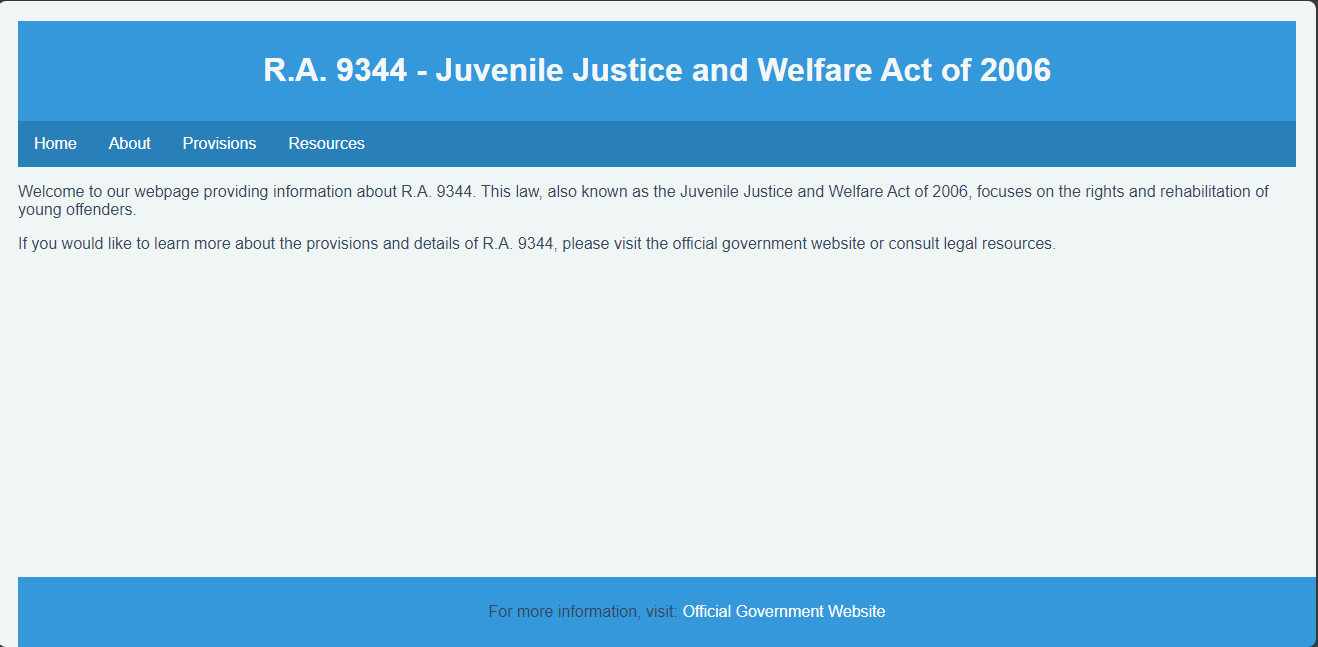 R.A. 9344 - Juvenile Justice and Welfare Act of 2006
Home About Provisions Resources
Welcome to our webpage providing information about R.A. 9344. This law, also known as the Juvenile Justice and Welfare Act of 2006, focuses on the rights and rehabilitation of
young offenders.
If you would like to learn more about the provisions and details of R.A. 9344, please visit the official government website or consult legal resources.
For more information, visit: Official Government Website